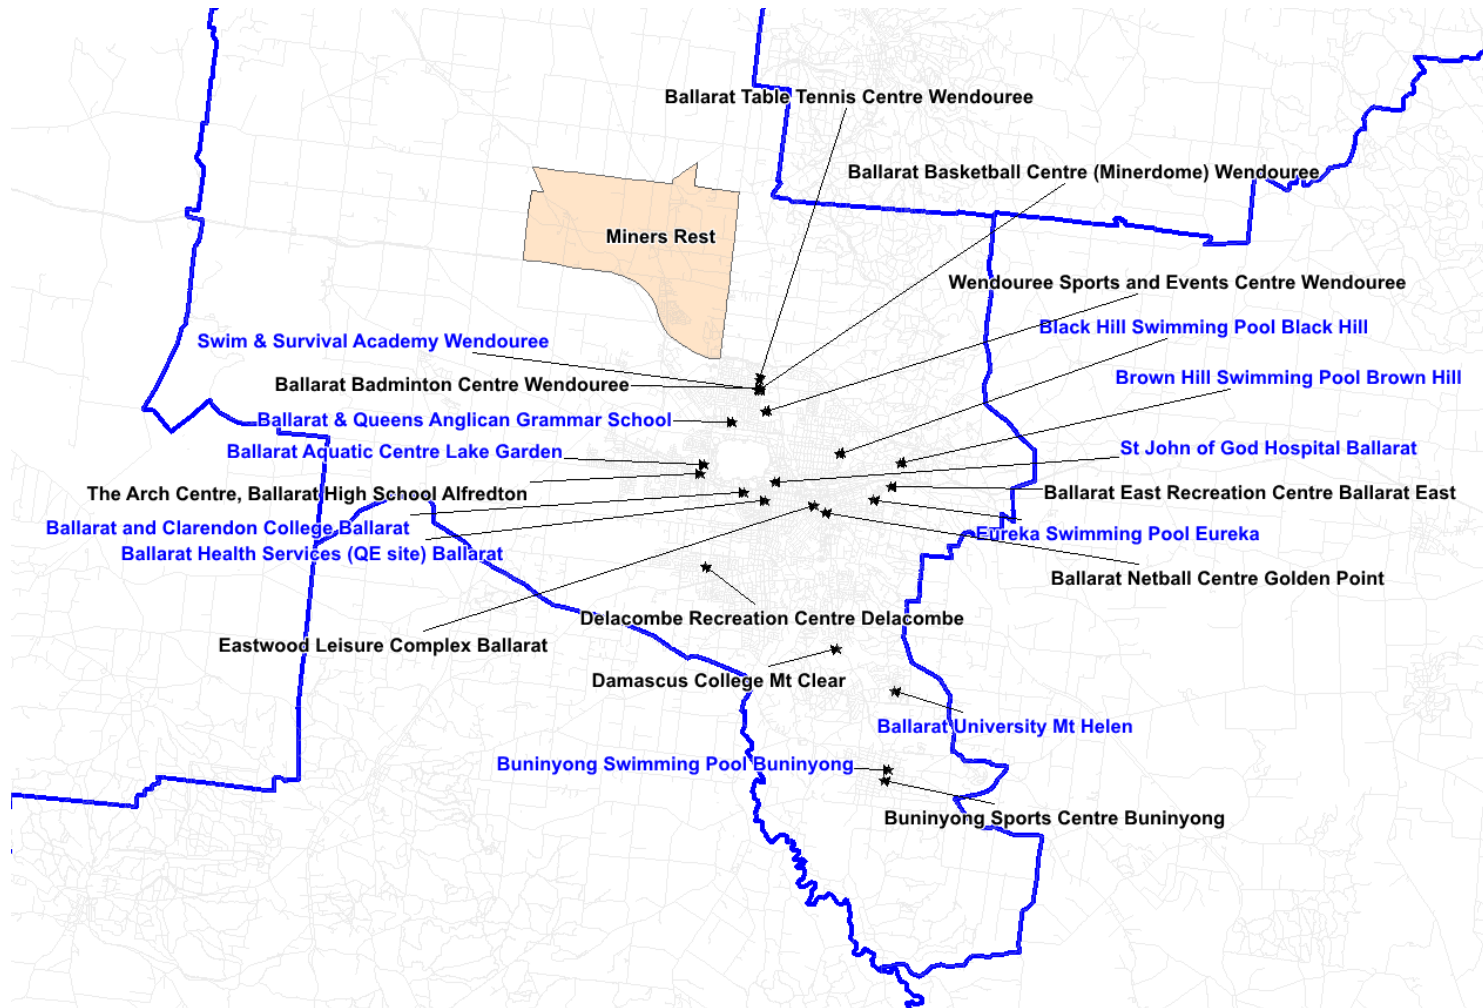 Ballarat Table Tennis Centre Wendouree
Ballarat Basketball Centre (Minerdome) Wendouree
Miners Rest
Wendouree Sports and Events Centre Wendouree
Black Hill Swimming Pool Black Hill
Swim & Survival Academy Wendouree
Brown Hill Swimming Pool Brown Hill
Ballarat Badminton Centre Wendouree
Ballarat & Queens Anglican Grammar School
St John of God Hospital Ballarat
Ballarat Aquatic Centre Lake Garden
The Arch Centre, Ballarat High School Alfredton
Ballarat East Recreation Centre Ballarat East
Ballarat and Clarendon College Ballarat
Eureka Swimming Pool Eureka
Ballarat Health Services (QE site) Ballarat
Ballarat Netball Centre Golden Point
Delacombe Recreation Centre Delacombe
Eastwood Leisure Complex Ballarat
Damascus College Mt Clear
Ballarat University Mt Helen
Buninyong Swimming Pool Buninyong
Buninyong Sports Centre Buninyong